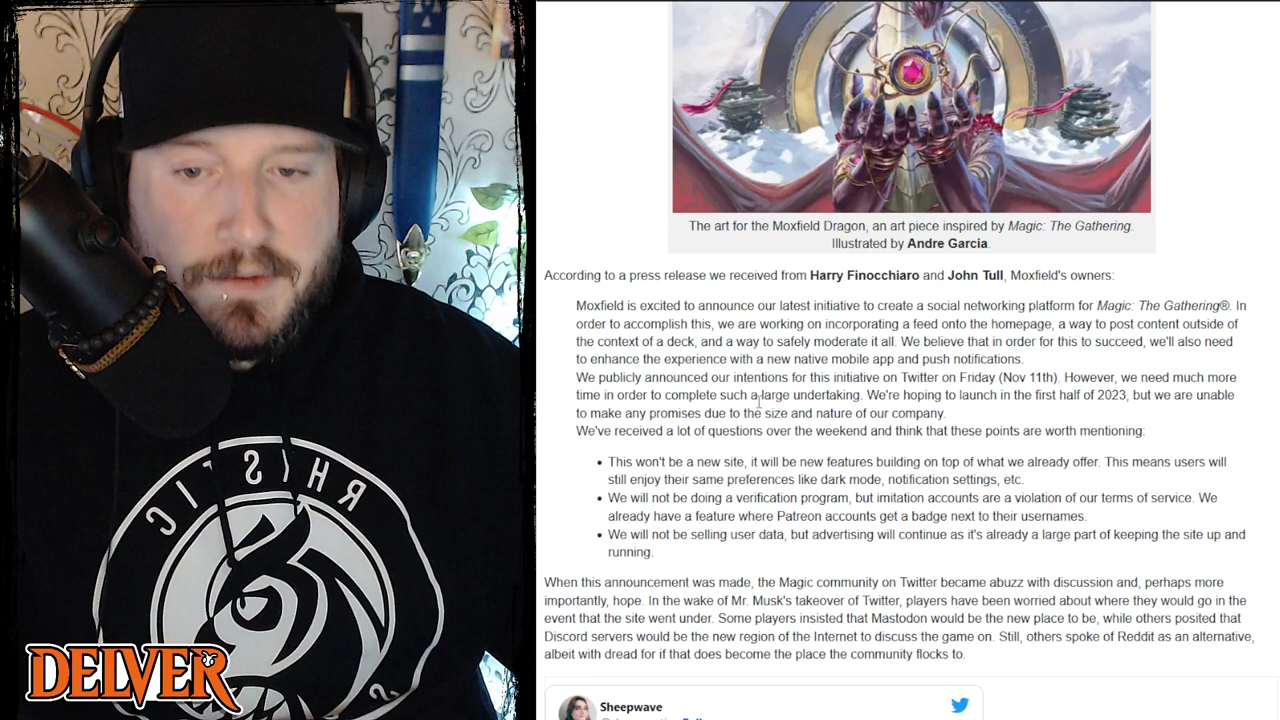 RHISTIC
DELVER
The art for the Moxfield Dragon, an art piece inspired by Magic: The Gathering.
Illustrated by Andre Garcia.
According to a press release we received from Harry Finocchiaro and John Tull, Moxfield's owners:
Moxfield is excited to announce our latest initiative to create a social networking platform for Magic: The Gathering®. In
order to accomplish this, we are working on incorporating a feed onto the homepage, a way to post content outside of
the context of a deck, and a way to safely moderate it all. We believe that in order for this to succeed, we'll also need
to enhance the experience with a new native mobile app and push notifications.
We publicly announced our intentions for this initiative on Twitter on Friday (Nov 11th). However, we need much more
time in order to complete such a large undertaking. We're hoping to launch in the first half of 2023, but we are unable
to make any promises due to the size and nature of our company.
We've received a lot of questions over the weekend and think that these points are worth mentioning:
• This won't be a new site, it will be new features building on top of what we already offer. This means users will
still enjoy their same preferences like dark mode, notification settings, etc.
• We will not be doing a verification program, but imitation accounts are a violation of our terms of service. We
already have a feature where Patreon accounts get a badge next to their usernames.
• We will not be selling user data, but advertising will continue as it's already a large part of keeping the site up and
running.
When this announcement was made, the Magic community on Twitter became abuzz with discussion and, perhaps more
importantly, hope. In the wake of Mr. Musk's takeover of Twitter, players have been worried about where they would go in the
event that the site went under. Some players insisted that Mastodon would be the new place to be, while others posited that
Discord servers would be the new region of the Internet to discuss the game on. Still, others spoke of Reddit as an alternative,
albeit with dread for if that does become the place the community flocks to.
Sheepwave